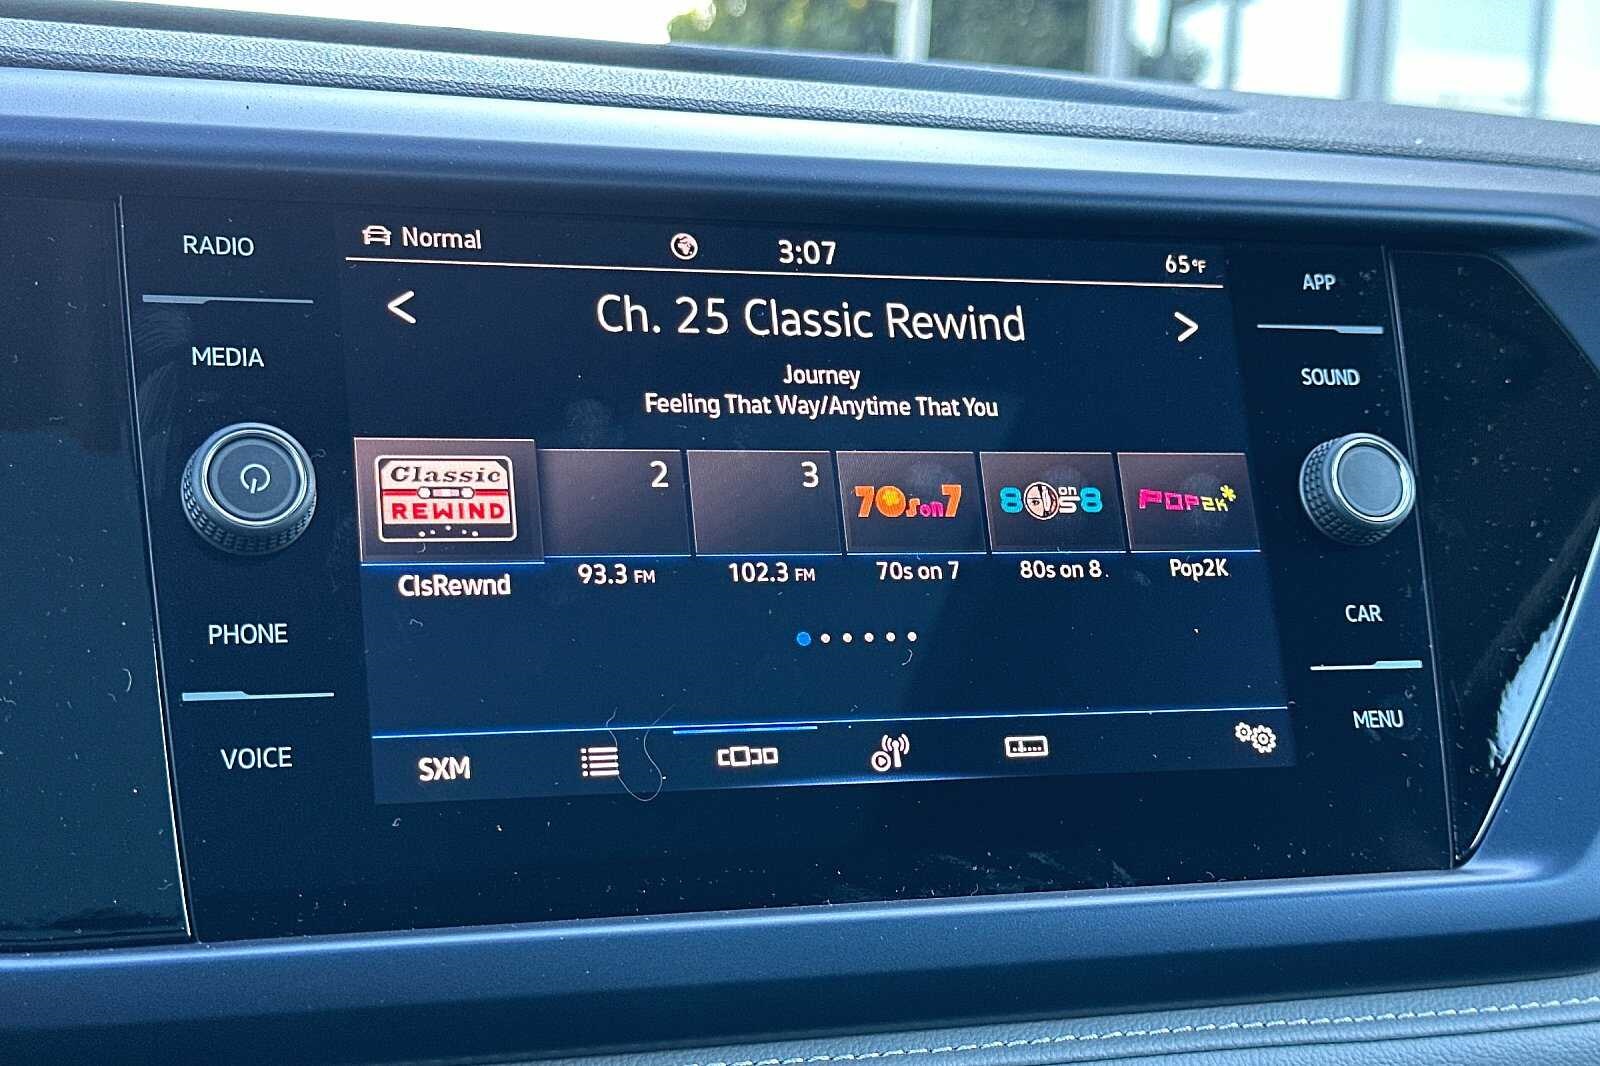 RADIO
MEDIA
PHONE
VOICE
Normal
3:07
65°F
Ch. 25 Classic Rewind
Journey
Feeling That Way/Anytime That You
Classic
REWIND
2
3
70s on 7
80s on 8
POP2K*
ClsRewnd
93.3 FM
102.3 FM
70s on 7
80s on 8
Pop2K
SXM
APP
SOUND
CAR
MENU